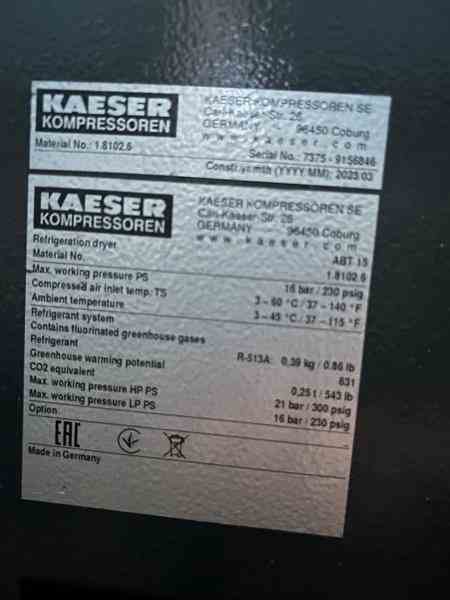 KAESER
KOMPRESSOREN
KAESER KOMPRESSOREN SE
Carl-Kaeser-Str. 26
GERMANY - 96450 Coburg
www.kaeser.com
Material No.: 1.8102.6
Serial No.: 7375 - 9156846
Constr.yr.mth (YYYY MM): 2023 03
KAESER
KOMPRESSOREN
KAESER KOMPRESSOREN SE
Carl-Kaeser-Str. 26
GERMANY 96450 Coburg
www.kaeser.com
Refrigeration dryer ABT 15
Material No. 1.8102.6
Max. working pressure PS 16 bar / 230 psig
Compressed air inlet temp.: TS 3 – 60 °C / 37 – 140 °F
Ambient temperature 3 – 45 °C / 37 – 115 °F
Refrigerant system
Contains fluorinated greenhouse gases
Refrigerant R-513A: 0,39 kg / 0.86 lb
Greenhouse warming potential 631
CO2 equivalent 0,25 t / 543 lb
Max. working pressure HP PS 21 bar / 300 psig
Max. working pressure LP PS 16 bar / 230 psig
Option
EAC
Made in Germany